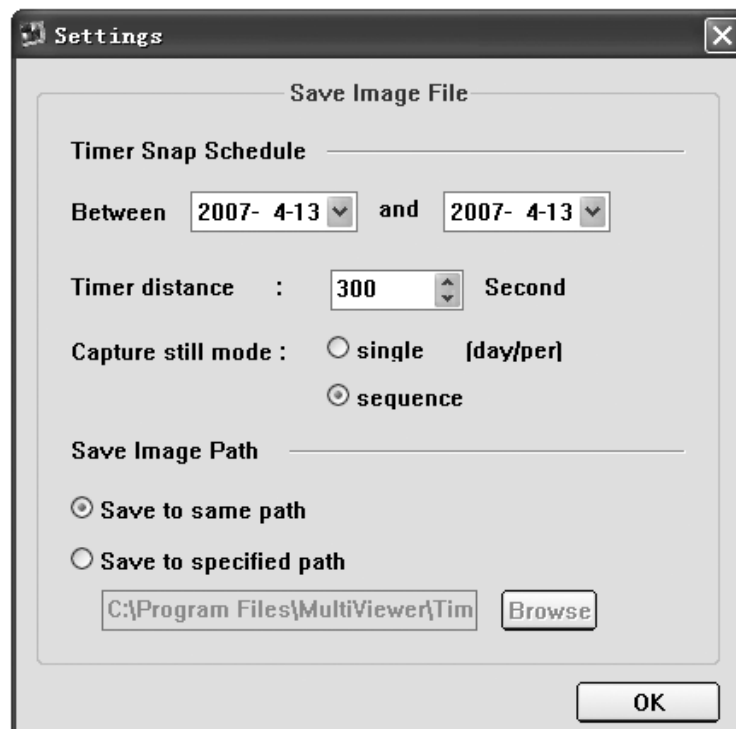 Settings
Save Image File
Timer Snap Schedule
Between 2007- 4-13 and 2007- 4-13
Timer distance : 300 Second
Capture still mode : single (day/per)
sequence
Save Image Path
Save to same path
Save to specified path
C:\Program Files\MultiViewer\Tim Browse
OK